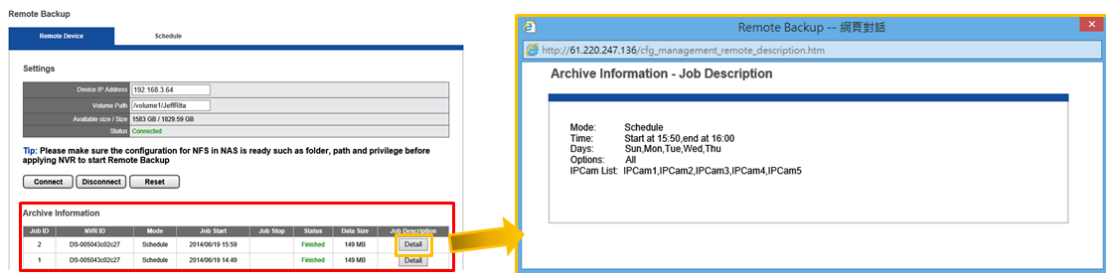 Remote Backup
Remote Device Schedule
Settings
Device IP Address 192.168.3.64
Volume Path /volume1/JeffRita
Available size / Size 1583 GB / 1829.59 GB
Status Connected
Tip: Please make sure the configuration for NFS in NAS is ready such as folder, path and privilege before
applying NVR to start Remote Backup
Connect Disconnect Reset
Archive Information
Job ID NVR ID Mode Job Start Job Stop Status Data Size Job Description
2 DS-005043c02c27 Schedule 2014/06/19 15:59 Finished 149 MB Detail
1 DS-005043c02c27 Schedule 2014/06/19 14:49 Finished 149 MB Detail
Remote Backup -- 網頁對話
http://61.220.247.136/cfg_management_remote_description.htm
Archive Information - Job Description
Mode: Schedule
Time: Start at 15:50,end at 16:00
Days: Sun,Mon,Tue,Wed,Thu
Options: All
IPCam List: IPCam1,IPCam2,IPCam3,IPCam4,IPCam5